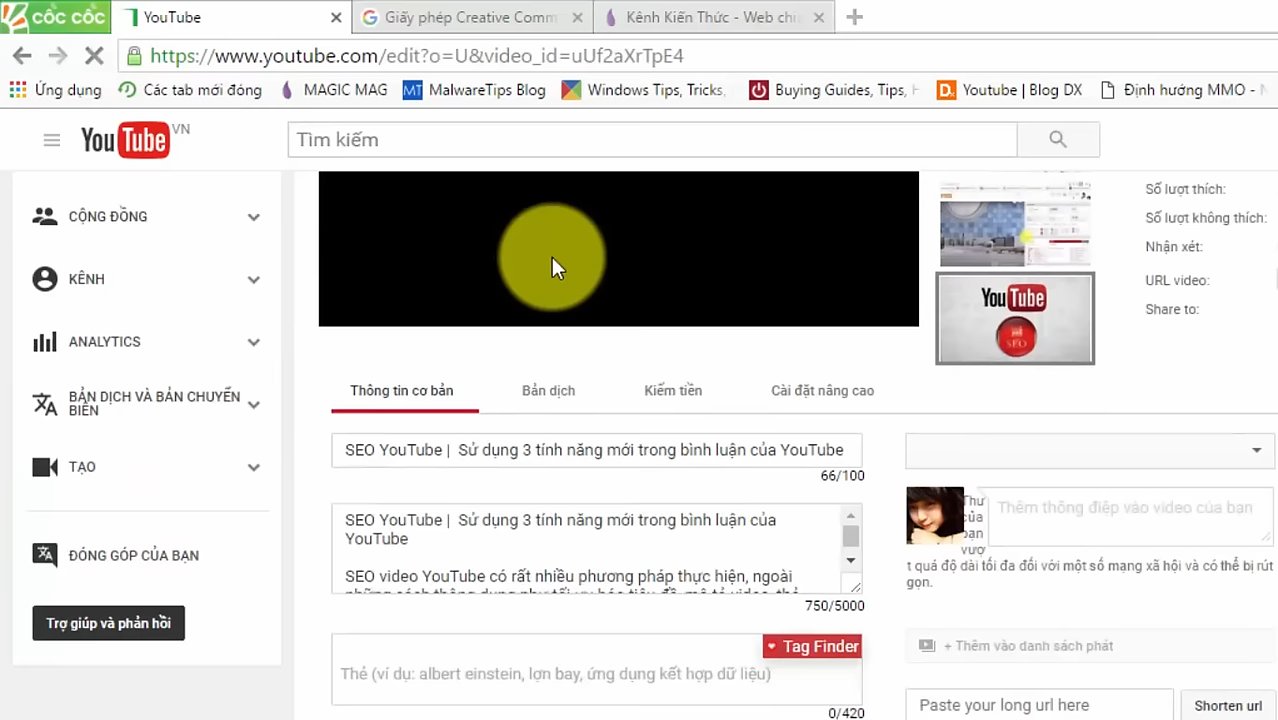 cốc cốc
YouTube
Giấy phép Creative Comm
Kênh Kiến Thức - Web chi
https://www.youtube.com/edit?o=U&video_id=uUf2aXrTpE4
Ứng dụng
Các tab mới đóng
MAGIC MAG
MT MalwareTips Blog
Windows Tips, Tricks,
Buying Guides, Tips, H
Youtube | Blog DX
Định hướng MMO -
YouTube VN
Tìm kiếm
CỘNG ĐỒNG
KÊNH
ANALYTICS
BẢN DỊCH VÀ BẢN CHUYỂN
BIÊN
TẠO
ĐÓNG GÓP CỦA BẠN
Trợ giúp và phản hồi
YouTube
SEO
Số lượt thích:
Số lượt không thích:
Nhận xét:
URL video:
Share to:
Thông tin cơ bản
Bản dịch
Kiếm tiền
Cài đặt nâng cao
SEO YouTube | Sử dụng 3 tính năng mới trong bình luận của YouTube
66/100
SEO YouTube | Sử dụng 3 tính năng mới trong bình luận của
YouTube
SEO video YouTube có rất nhiều phương pháp thực hiện, ngoài
750/5000
Tag Finder
Thẻ (ví dụ: albert einstein, lợn bay, ứng dụng kết hợp dữ liệu)
0/420
Thư
của
bạn
vượ
Thêm thông điệp vào video của bạn
t quá độ dài tối đa đối với một số mạng xã hội và có thể bị rút
gọn.
+ Thêm vào danh sách phát
Paste your long url here
Shorten url